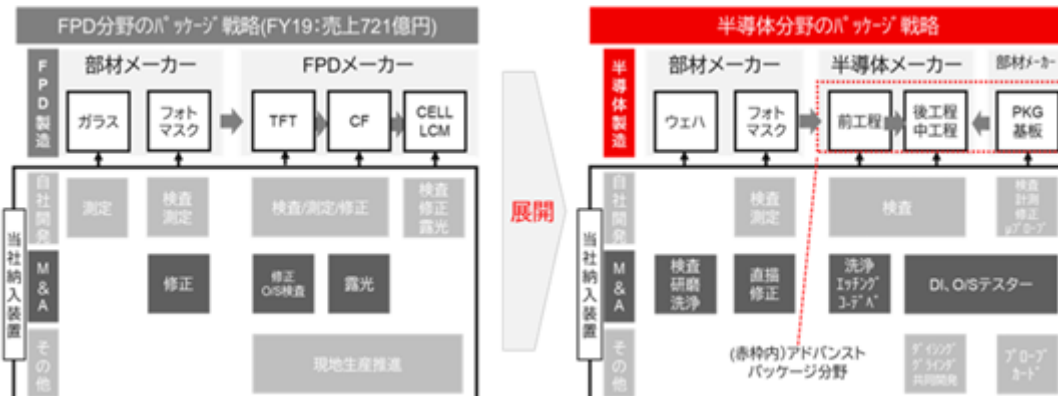 FPD分野のﾊﾟｯｹｰｼﾞ戦略(FY19:売上721億円)
FPD製造
部材メーカー
FPDメーカー
ガラス
フォト
マスク
TFT
CF
CELL
LCM
当社納入装置
自社開発
測定
検査
測定
検査/測定/修正
検査
修正
露光
M&A
修正
修正
O/S検査
露光
その他
現地生産推進
展開
半導体分野のﾊﾟｯｹｰｼﾞ戦略
半導体製造
部材メーカー
半導体メーカー
部材ﾒｰｶｰ
ウェハ
フォト
マスク
前工程
後工程
中工程
PKG
基板
当社納入装置
自社開発
検査
測定
検査
検査
計測
修正
μﾌﾟﾛｰﾌﾞ
M&A
検査
研磨
洗浄
直描
修正
洗浄
ｴｯﾁﾝｸﾞ
ｺｰﾃﾞﾍﾞ
DI、O/Sテスター
その他
(赤枠内)アドバンスト
パッケージ分野
ﾀﾞｲｼﾝｸﾞ
ｸﾞﾗｲﾝﾀﾞ
共同開発
ﾌﾟﾛｰﾌﾞ
ｶｰﾄﾞ